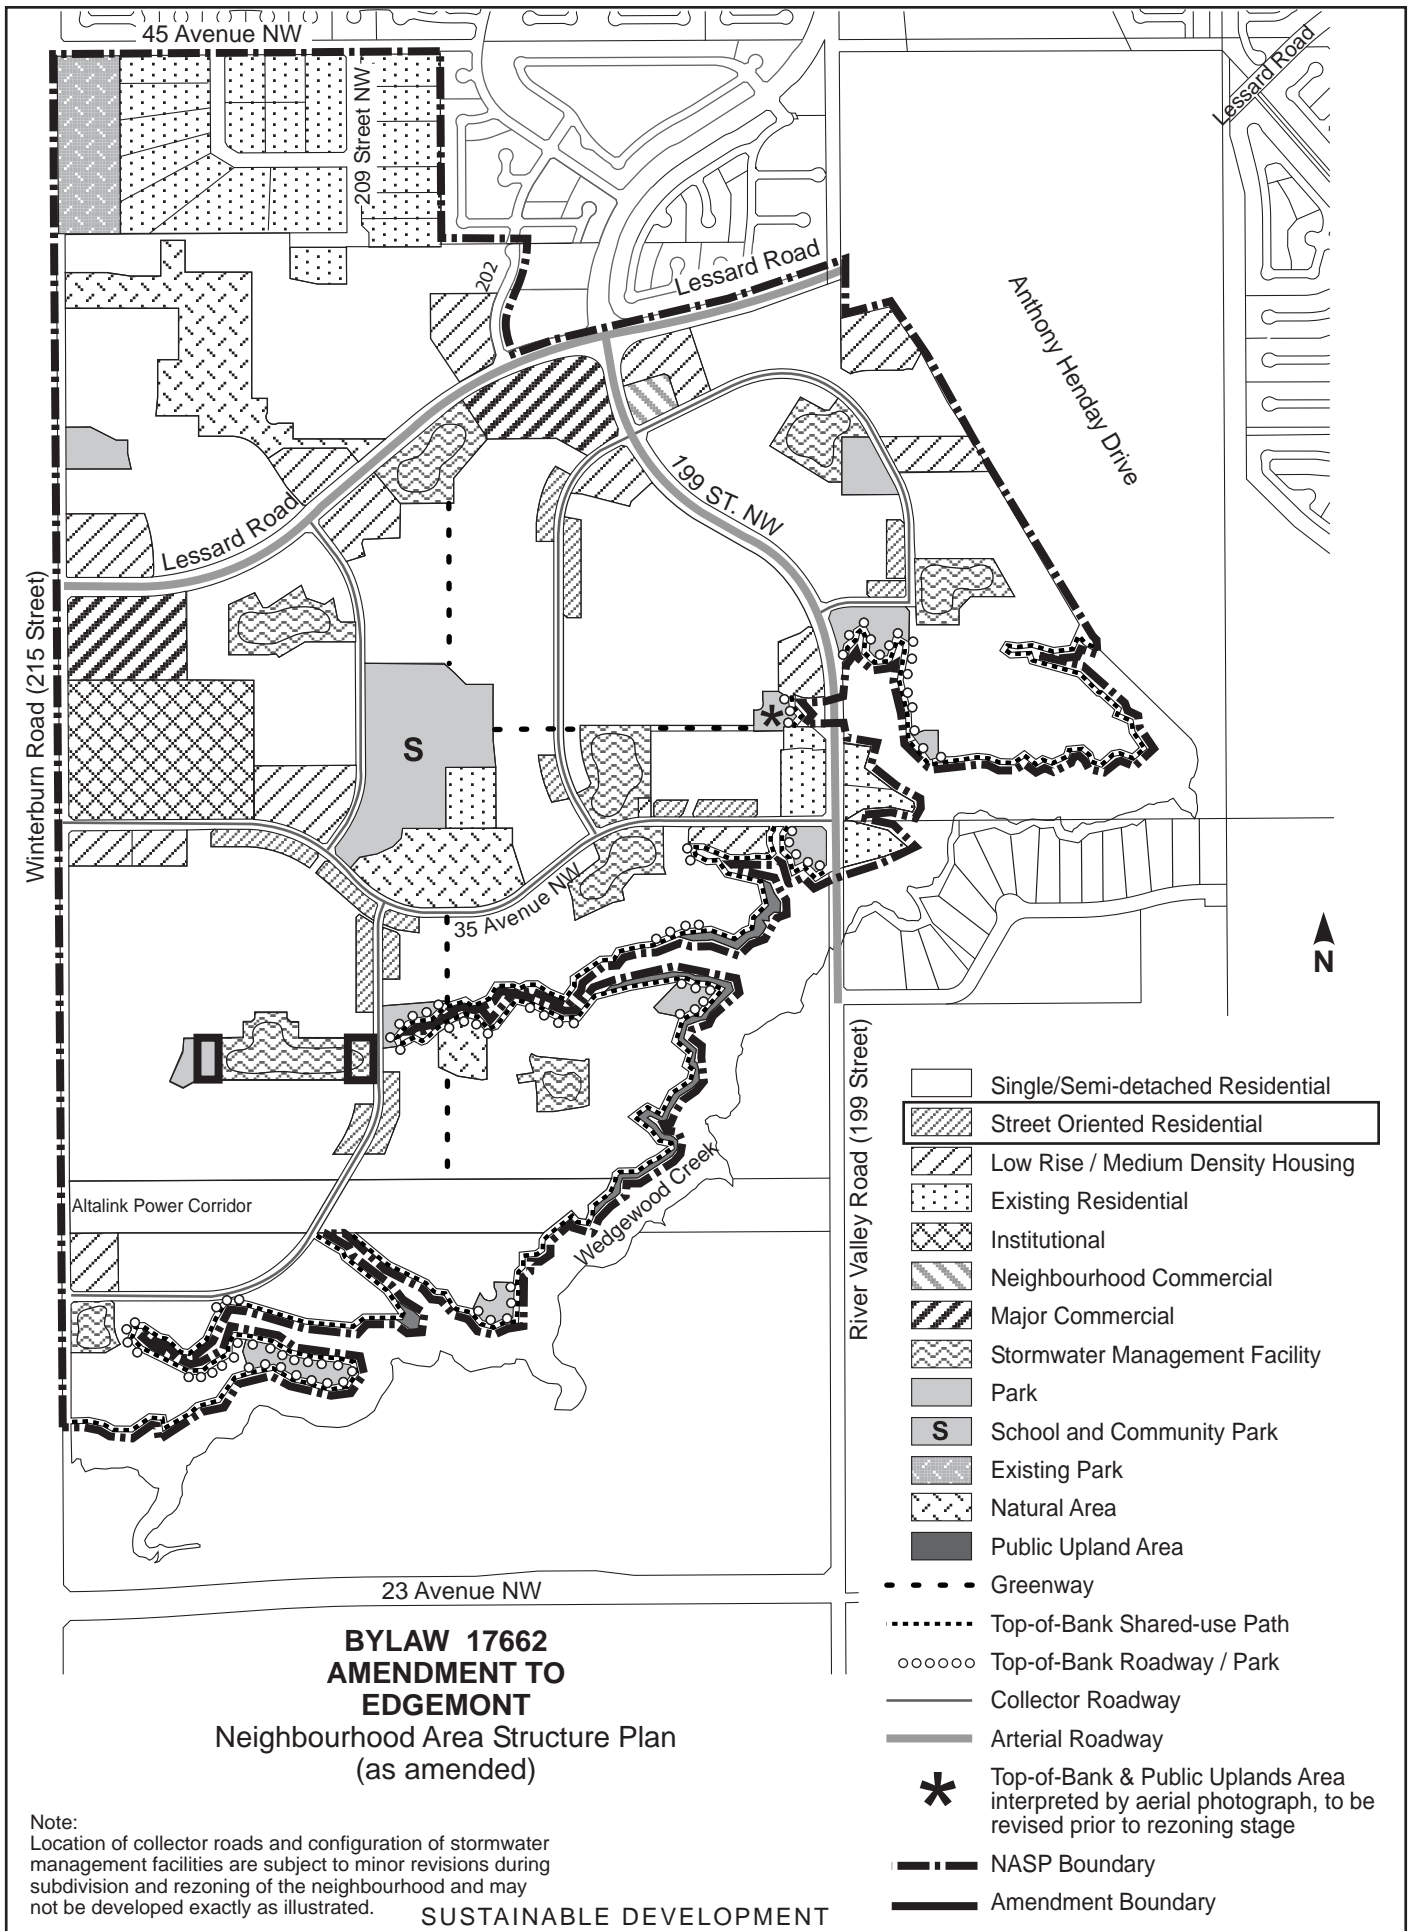 45 Avenue NW
Lessard Road
209 Street NW
202
Lessard Road
Anthony Henday Drive
199 ST. NW
Lessard Road
Winterburn Road (215 Street)
S
35 Avenue NW
N
Altalink Power Corridor
Wedgewood Creek
River Valley Road (199 Street)
23 Avenue NW
Single/Semi-detached Residential
Street Oriented Residential
Low Rise / Medium Density Housing
Existing Residential
Institutional
Neighbourhood Commercial
Major Commercial
Stormwater Management Facility
Park
S School and Community Park
Existing Park
Natural Area
Public Upland Area
Greenway
Top-of-Bank Shared-use Path
Top-of-Bank Roadway / Park
Collector Roadway
Arterial Roadway
Top-of-Bank & Public Uplands Area
interpreted by aerial photograph, to be
revised prior to rezoning stage
NASP Boundary
Amendment Boundary
BYLAW 17662
AMENDMENT TO
EDGEMONT
Neighbourhood Area Structure Plan
(as amended)
Note:
Location of collector roads and configuration of stormwater
management facilities are subject to minor revisions during
subdivision and rezoning of the neighbourhood and may
not be developed exactly as illustrated.
SUSTAINABLE DEVELOPMENT